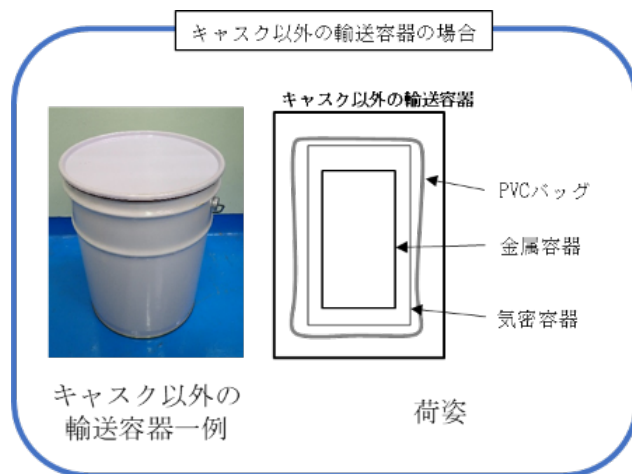 キャスク以外の輸送容器の場合
キャスク以外の輸送容器
PVCバッグ
金属容器
気密容器
キャスク以外の
輸送容器一例
荷姿